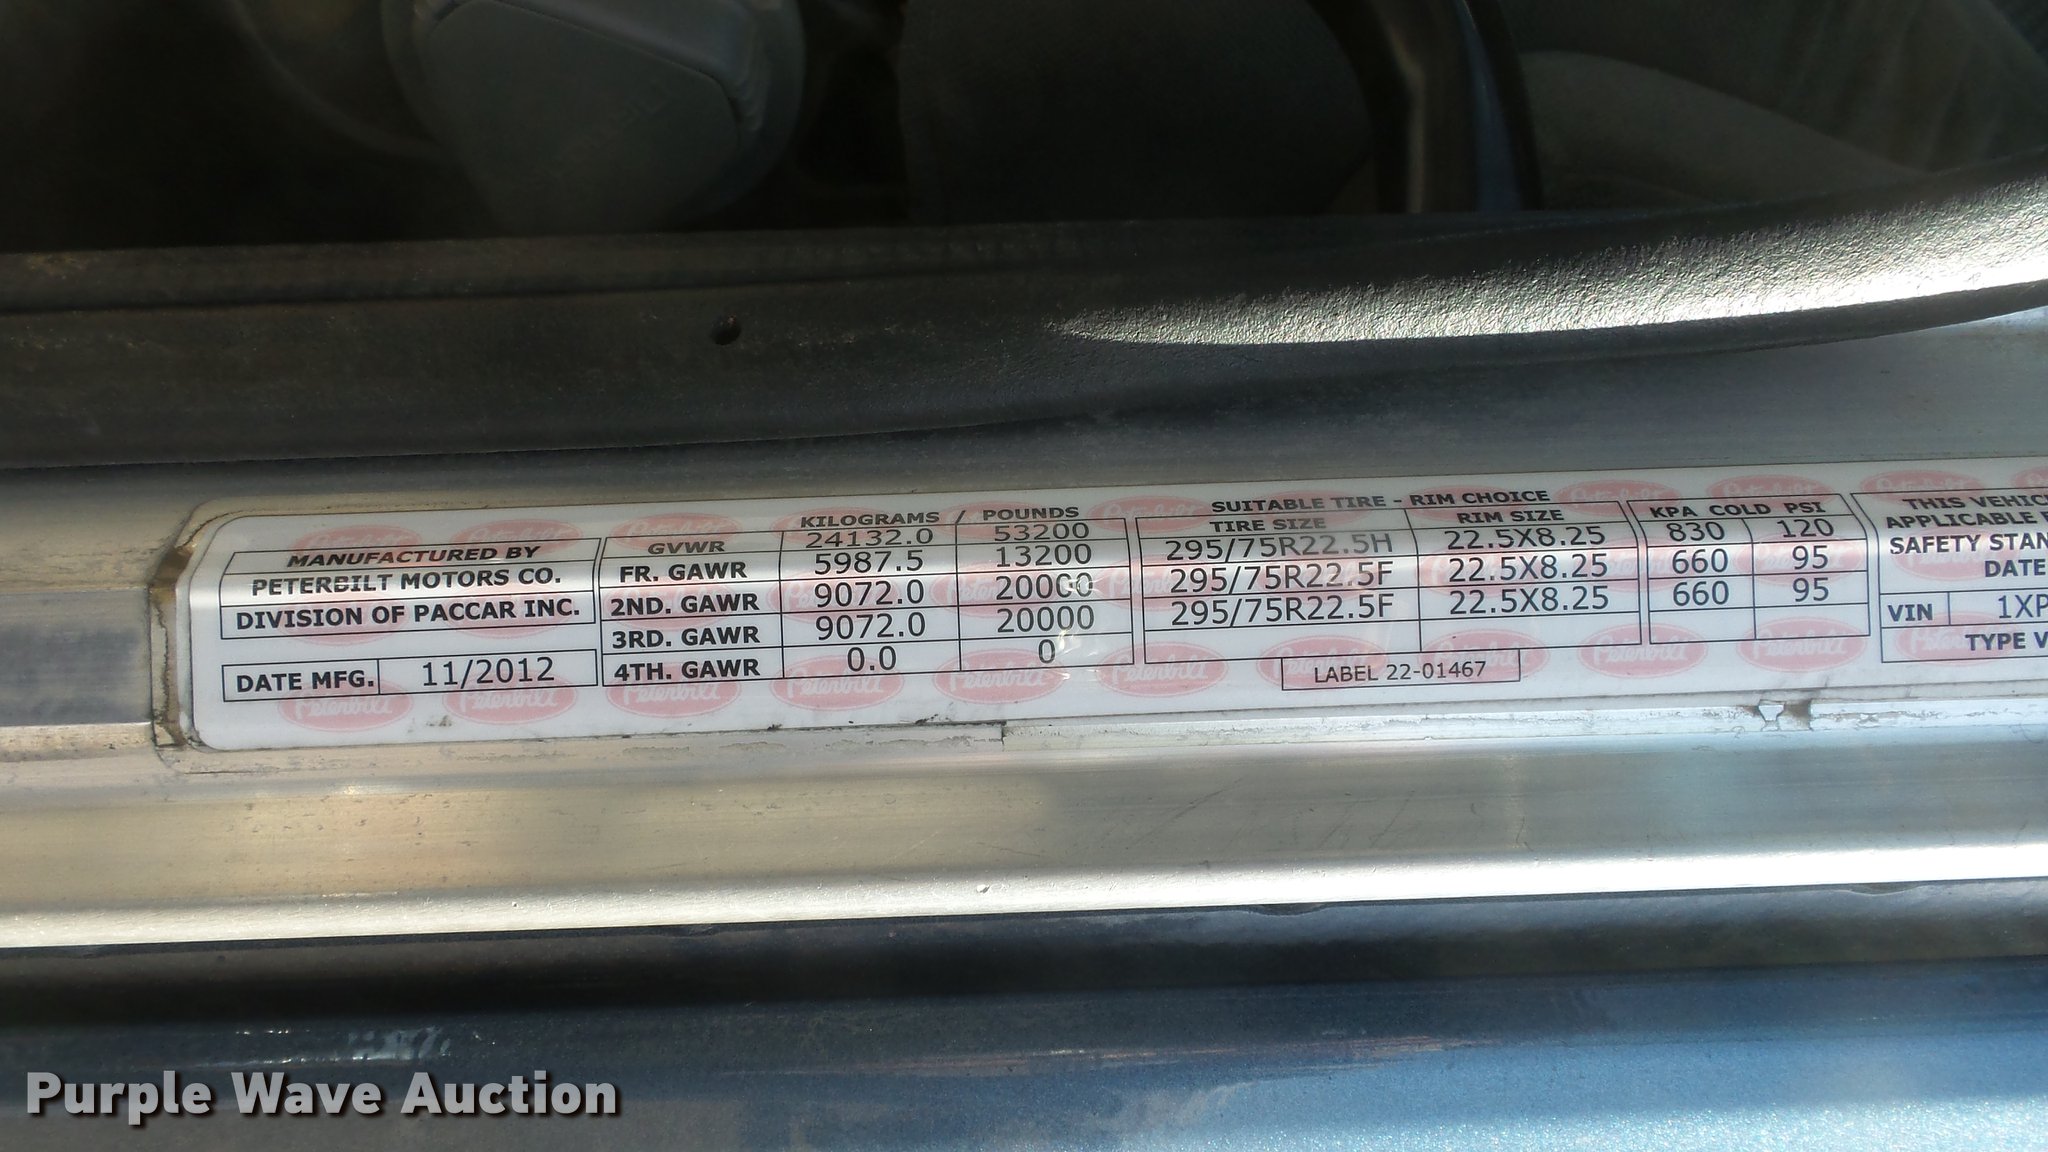 MANUFACTURED BY
PETERBILT MOTORS CO.
DIVISION OF PACCAR INC.
DATE MFG. 11/2012
KILOGRAMS / POUNDS
GVWR 24132.0 53200
FR. GAWR 5987.5 13200
2ND. GAWR 9072.0 20000
3RD. GAWR 9072.0 20000
4TH. GAWR 0.0 0
SUITABLE TIRE - RIM CHOICE
TIRE SIZE RIM SIZE KPA COLD PSI
295/75R22.5H 22.5X8.25 830 120
295/75R22.5F 22.5X8.25 660 95
295/75R22.5F 22.5X8.25 660 95
LABEL 22-01467
THIS VEHIC
APPLICABLE
SAFETY STAN
DATE
VIN 1XP
TYPE V
Peterbilt
Purple Wave Auction